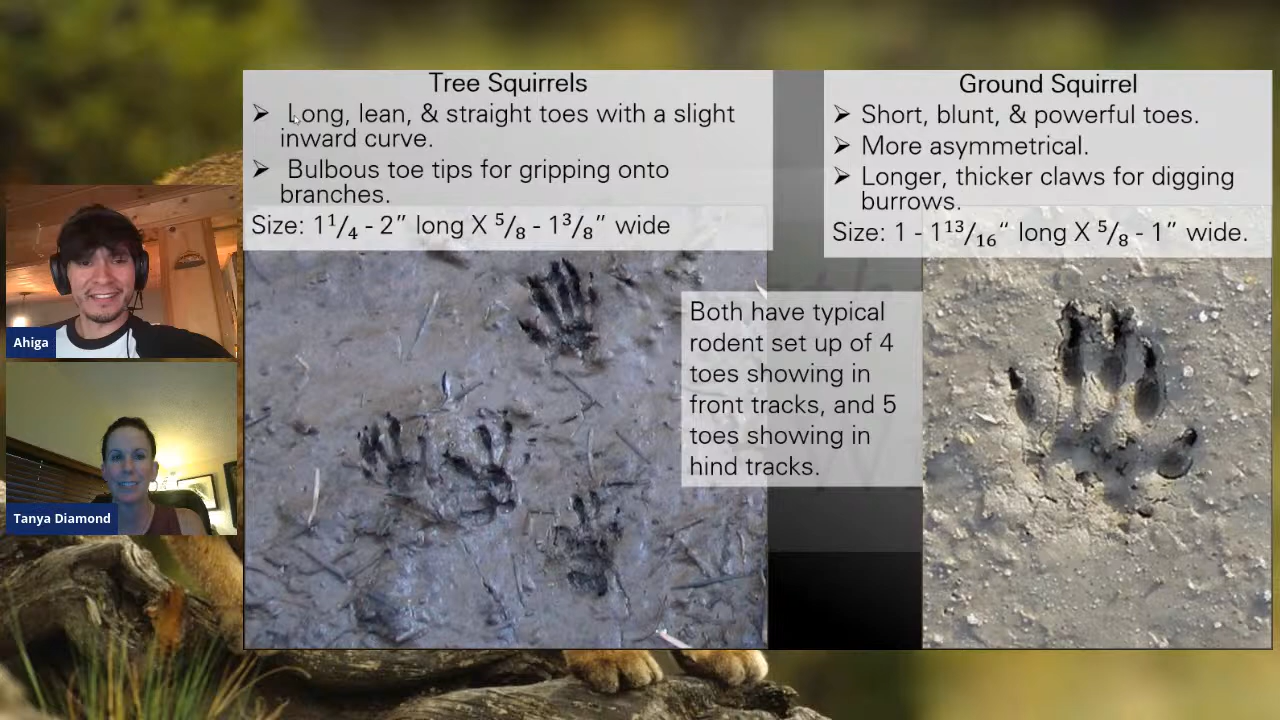 Tree Squirrels
➢ Long, lean, & straight toes with a slight
inward curve.
➢ Bulbous toe tips for gripping onto
branches.
Size: 1¹/₄ - 2” long X ⁵/₈ - 1³/₈” wide
Ground Squirrel
➢ Short, blunt, & powerful toes.
➢ More asymmetrical.
➢ Longer, thicker claws for digging
burrows.
Size: 1 - 1¹³/₁₆“ long X ⁵/₈ - 1” wide.
Both have typical
rodent set up of 4
toes showing in
front tracks, and 5
toes showing in
hind tracks.
Ahiga
Tanya Diamond